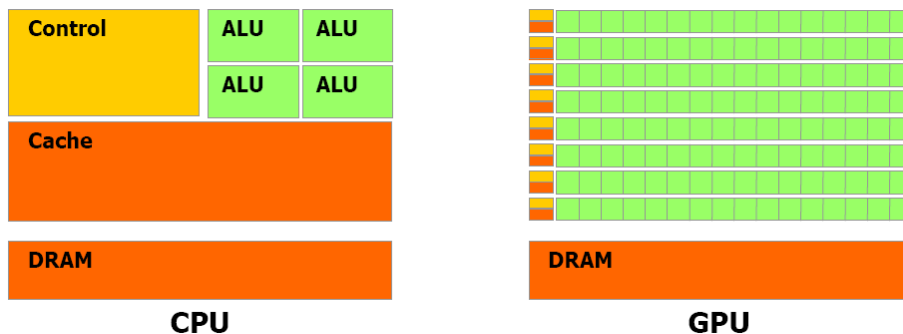 Control
ALU
ALU
ALU
ALU
Cache
DRAM
CPU
DRAM
GPU